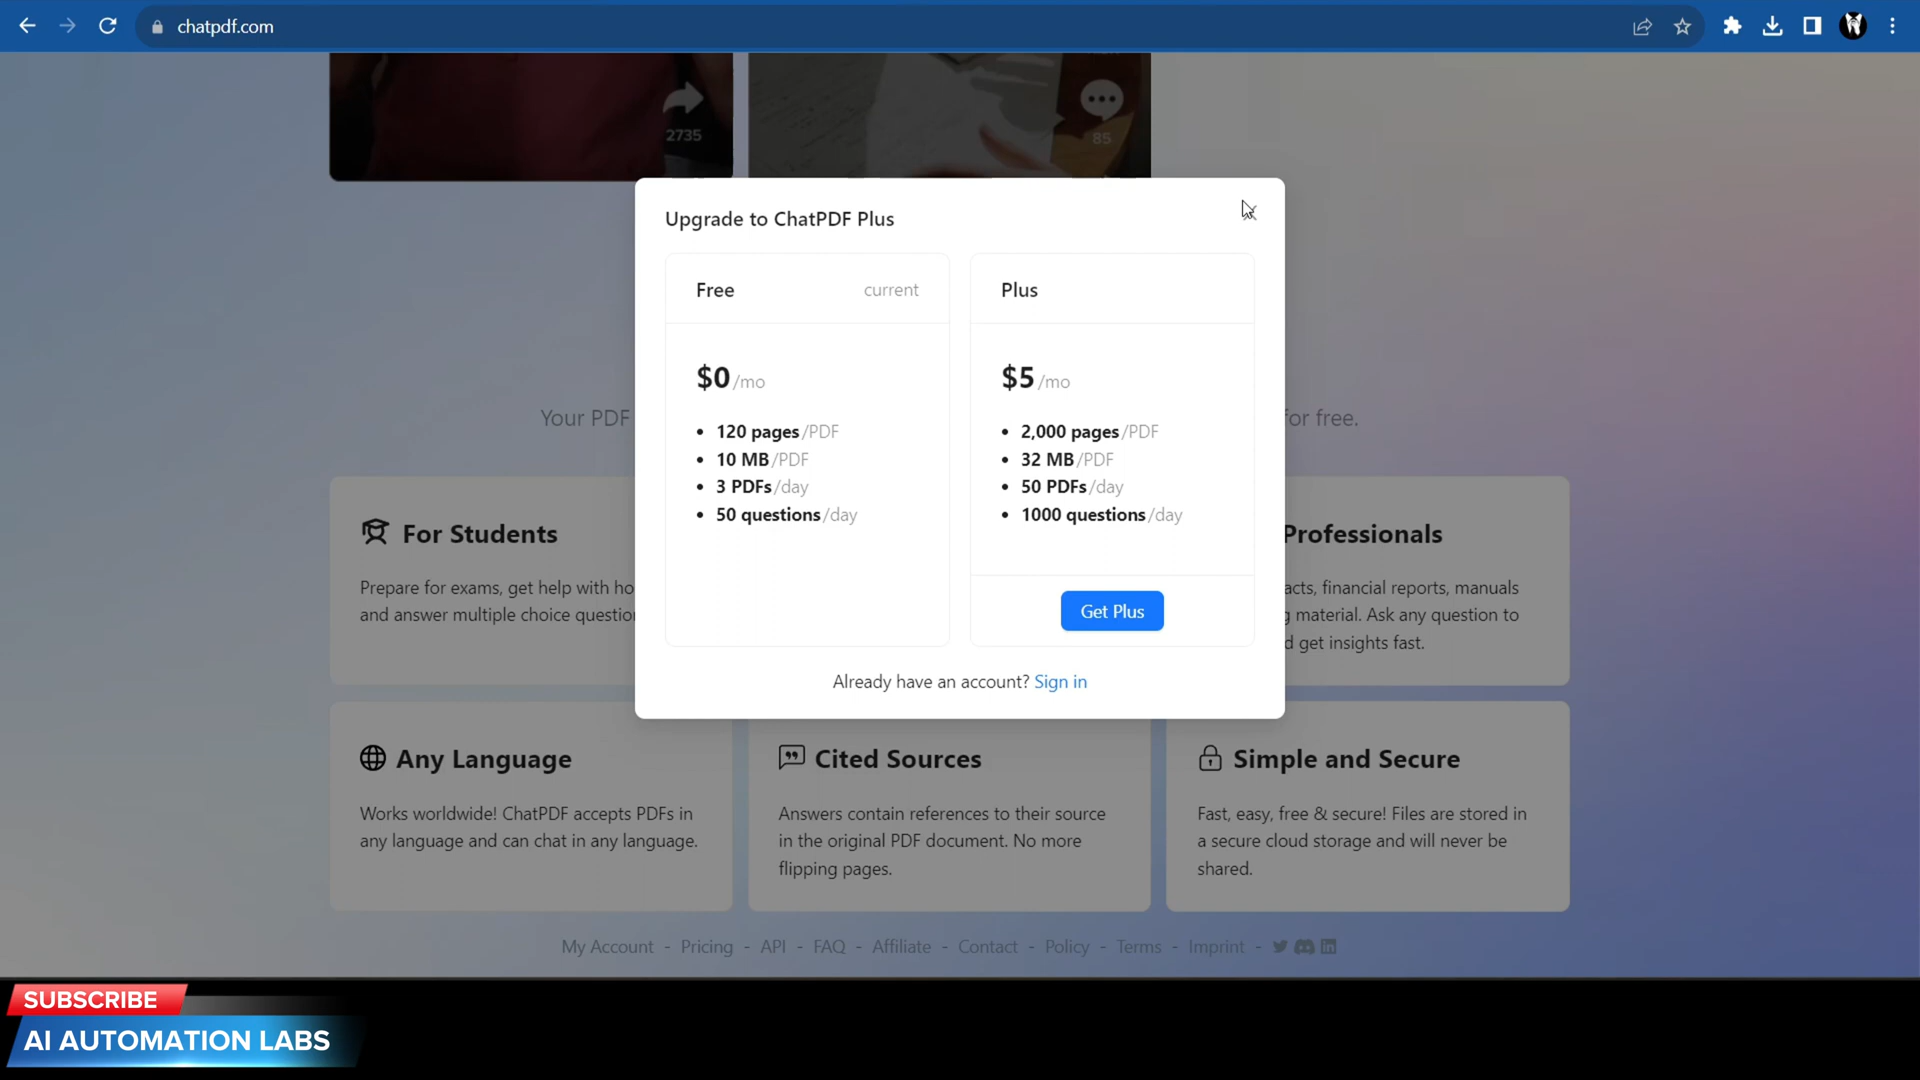 chatpdf.com
2735
85
Upgrade to ChatPDF Plus
Free current
$0/mo
• 120 pages/PDF
• 10 MB/PDF
• 3 PDFs/day
• 50 questions/day
Plus
$5/mo
• 2,000 pages/PDF
• 32 MB/PDF
• 50 PDFs/day
• 1000 questions/day
Get Plus
Already have an account? Sign in
Your PDF
for free.
For Students
Prepare for exams, get help with ho
and answer multiple choice questio
Professionals
acts, financial reports, manuals
material. Ask any question to
d get insights fast.
Any Language
Works worldwide! ChatPDF accepts PDFs in
any language and can chat in any language.
Cited Sources
Answers contain references to their source
in the original PDF document. No more
flipping pages.
Simple and Secure
Fast, easy, free & secure! Files are stored in
a secure cloud storage and will never be
shared.
My Account - Pricing - API - FAQ - Affiliate - Contact - Policy - Terms - Imprint -
SUBSCRIBE
AI AUTOMATION LABS